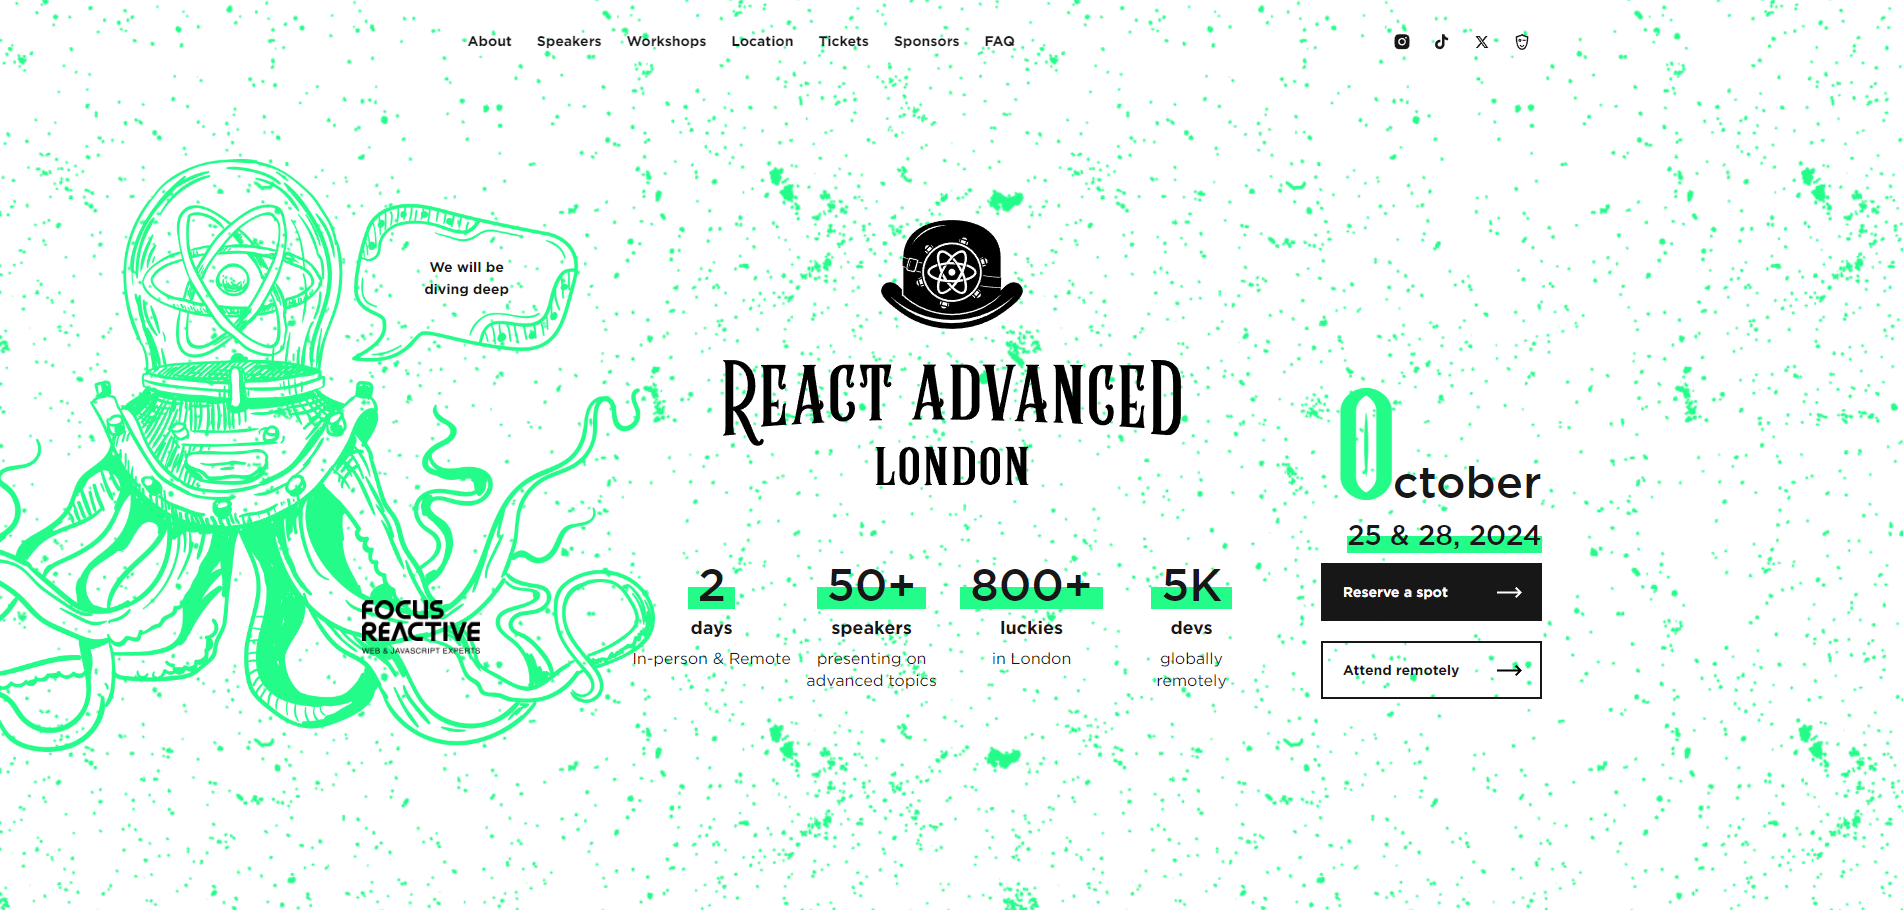 About Speakers Workshops Location Tickets Sponsors FAQ
We will be
diving deep
REACT ADVANCED
LONDON
October
25 & 28, 2024
Reserve a spot
Attend remotely
2
days
In-person & Remote
50+
speakers
presenting on
advanced topics
800+
luckies
in London
5K
devs
globally
remotely
FOCUS
REACTIVE
WEB & JAVASCRIPT EXPERTS